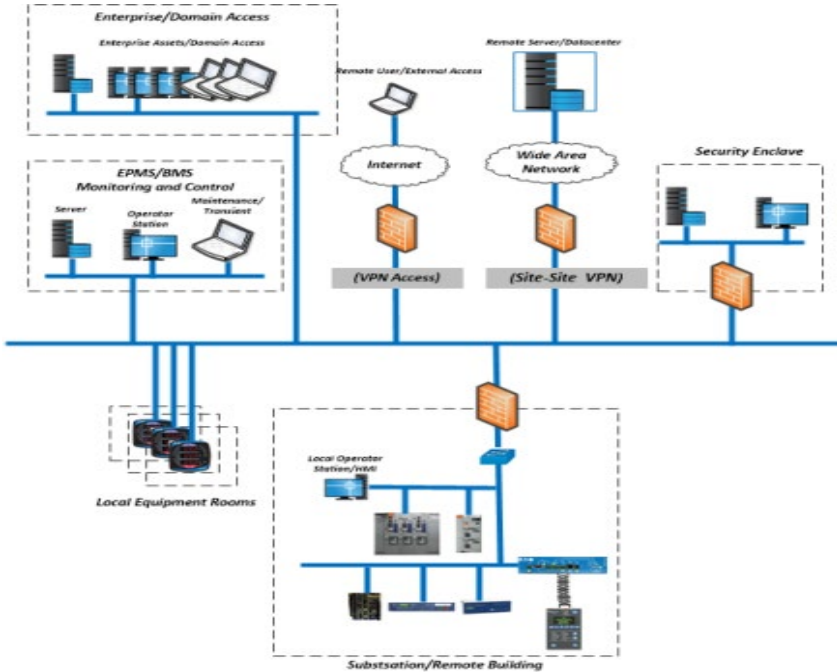 Enterprise/Domain Access
Enterprise Assets/Domain Access
Remote User/External Access
Remote Server/Datacenter
Internet
Wide Area
Network
Security Enclave
EPMS/BMS
Monitoring and Control
Server
Operator
Station
Maintenance/
Transient
(VPN Access)
(Site-Site VPN)
Local Equipment Rooms
Local Operator
Station/HMI
Substsation/Remote Building